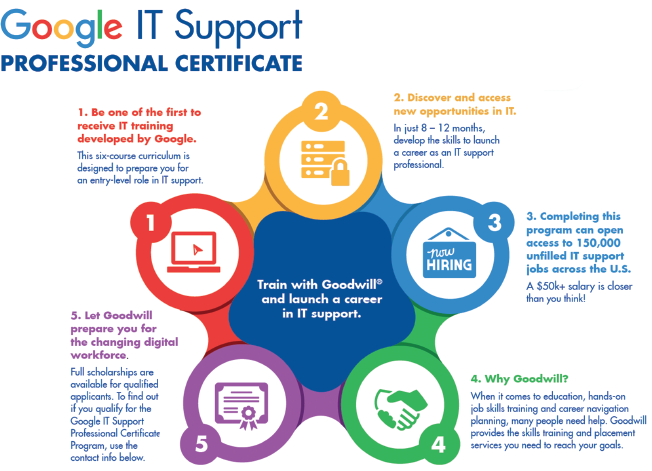 Google IT Support
PROFESSIONAL CERTIFICATE
1. Be one of the first to
receive IT training
developed by Google.
This six-course curriculum is
designed to prepare you for
an entry-level role in IT support.
1
2
2. Discover and access
new opportunities in IT.
In just 8 – 12 months,
develop the skills to launch
a career as an IT support
professional.
3
now
HIRING
3. Completing this
program can open
access to 150,000
unfilled IT support
jobs across the U.S.
A $50k+ salary is closer
than you think!
Train with Goodwill®
and launch a career
in IT support.
4
4. Why Goodwill?
When it comes to education, hands-on
job skills training and career navigation
planning, many people need help. Goodwill
provides the skills training and placement
services you need to reach your goals.
5. Let Goodwill
prepare you for
the changing digital
workforce.
Full scholarships are
available for qualified
applicants. To find out
if you qualify for the
Google IT Support
Professional Certificate
Program, use the
contact info below.
5